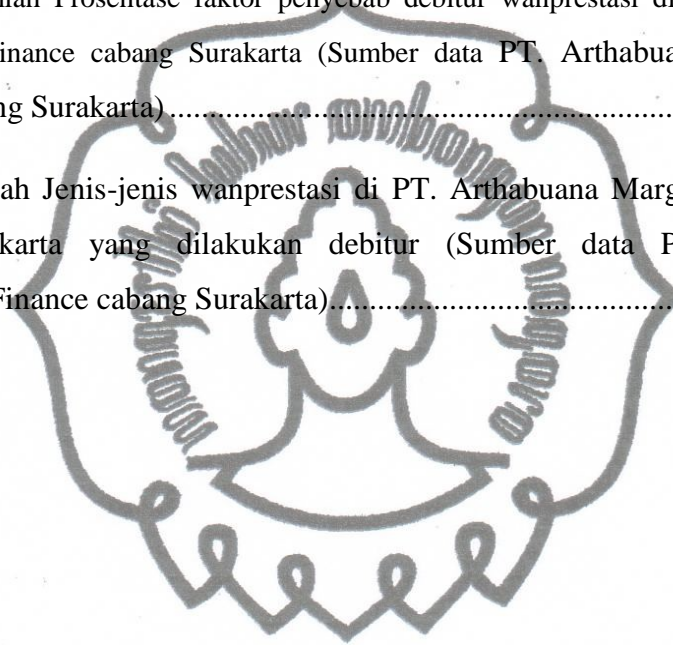 Prosentase faktor penyebab debitur wanprestasi di
inance cabang Surakarta (Sumber data PT. Arthabua
ng Surakarta) ........................................................................
ah Jenis-jenis wanprestasi di PT. Arthabuana Marg
karta yang dilakukan debitur (Sumber data P
Finance cabang Surakarta)................................................